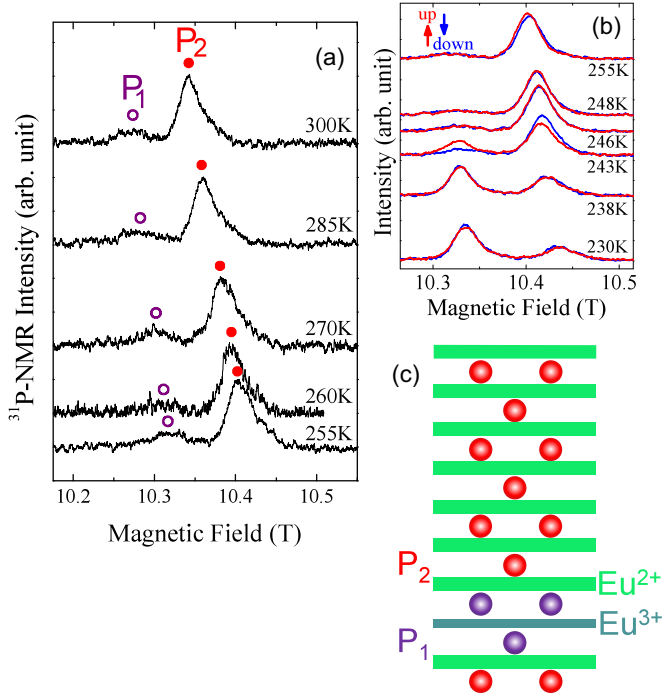 (a)
P₂
P₁
300K
285K
270K
260K
255K
³¹P-NMR Intensity (arb. unit)
10.2 10.3 10.4 10.5
Magnetic Field (T)
(b)
up
down
255K
248K
246K
243K
238K
230K
Intensity (arb. unit)
10.3 10.4 10.5
Magnetic Field (T)
(c)
P₂
Eu²⁺
Eu³⁺
P₁